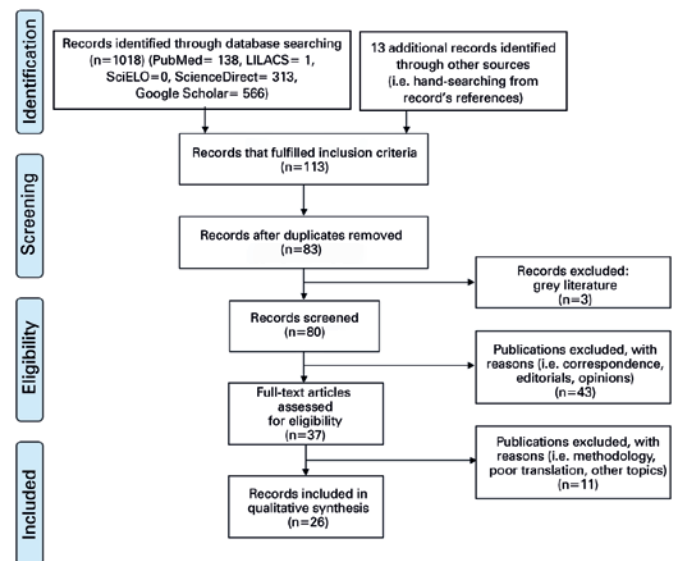 Identification
Records identified through database searching
(n=1018) (PubMed= 138, LILACS= 1,
SciELO=0, ScienceDirect= 313,
Google Scholar= 566)
13 additional records identified
through other sources
(i.e. hand-searching from
record's references)
Records that fulfilled inclusion criteria
(n=113)
Screening
Records after duplicates removed
(n=83)
Records excluded:
grey literature
(n=3)
Eligibility
Records screened
(n=80)
Publications excluded, with
reasons (i.e. correspondence,
editorials, opinions)
(n=43)
Full-text articles
assessed
for eligibility
(n=37)
Included
Publications excluded, with
reasons (i.e. methodology,
poor translation, other topics)
(n=11)
Records included in
qualitative synthesis
(n=26)